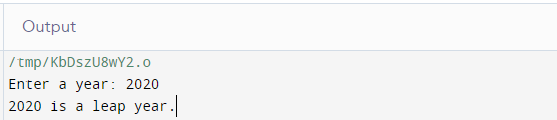 Output
/tmp/KbDszU8wY2.o
Enter a year: 2020
2020 is a leap year.